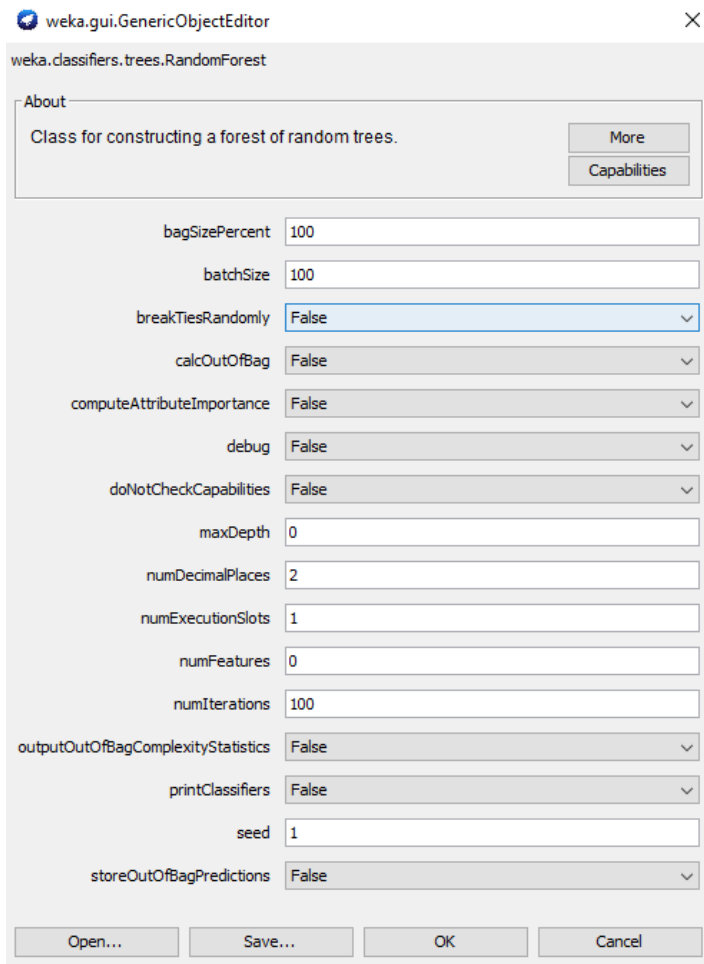 weka.gui.GenericObjectEditor
weka.classifiers.trees.RandomForest
About
Class for constructing a forest of random trees.
More
Capabilities
bagSizePercent 100
batchSize 100
breakTiesRandomly False
calcOutOfBag False
computeAttributeImportance False
debug False
doNotCheckCapabilities False
maxDepth 0
numDecimalPlaces 2
numExecutionSlots 1
numFeatures 0
numIterations 100
outputOutOfBagComplexityStatistics False
printClassifiers False
seed 1
storeOutOfBagPredictions False
Open... Save... OK Cancel